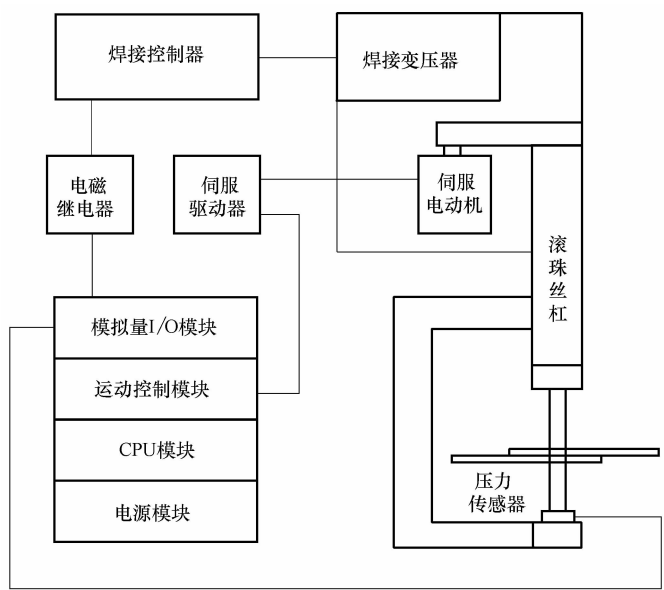 焊接控制器
焊接变压器
电磁
继电器
伺服
驱动器
伺服
电动机
滚
珠
丝
杠
模拟量I/O模块
运动控制模块
CPU模块
电源模块
压力
传感器